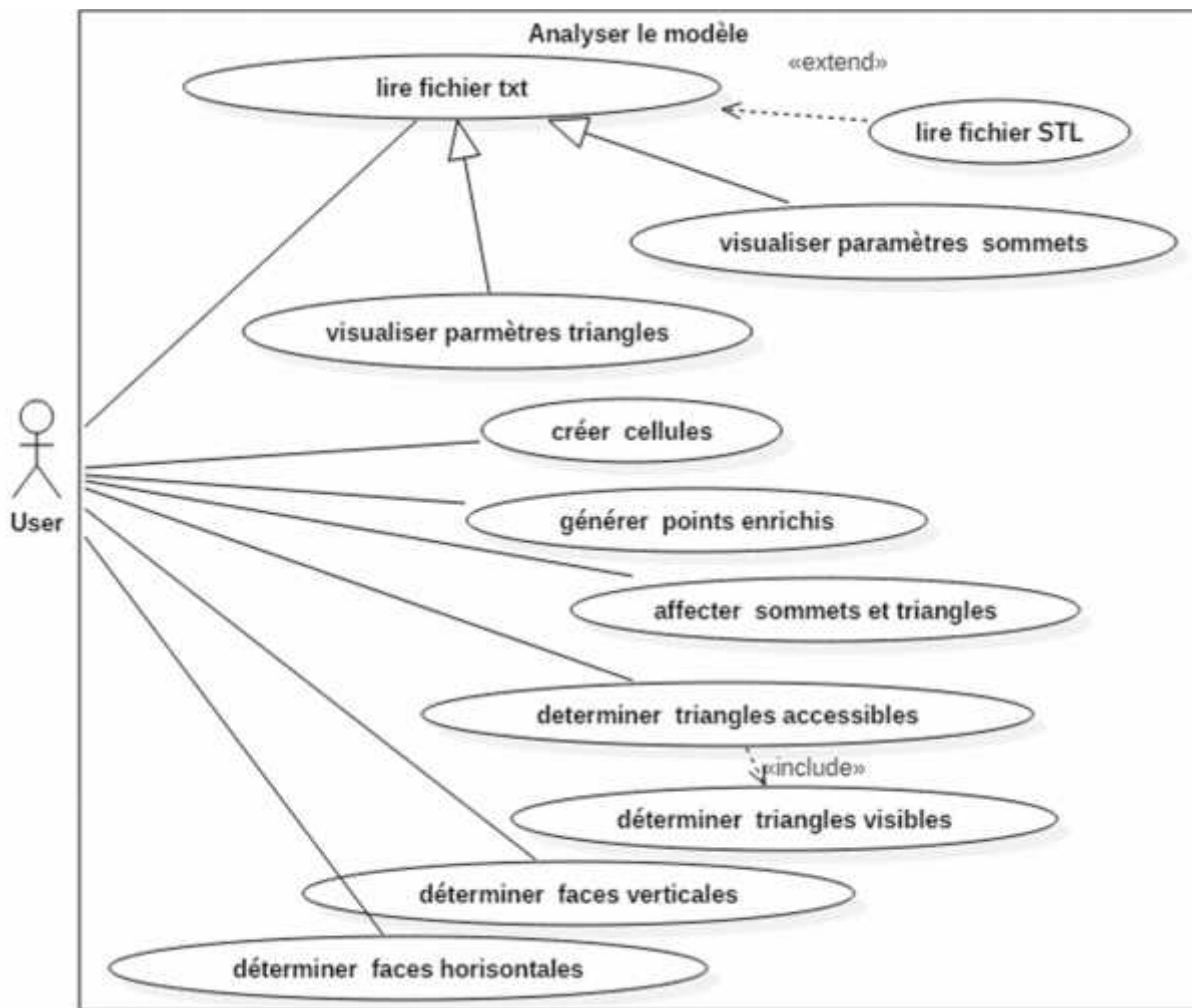 Analyser le modèle
«extend»
lire fichier txt
lire fichier STL
visualiser paramètres sommets
visualiser parmètres triangles
créer cellules
générer points enrichis
User
affecter sommets et triangles
determiner triangles accessibles
«include»
déterminer triangles visibles
déterminer faces verticales
déterminer faces horisontales